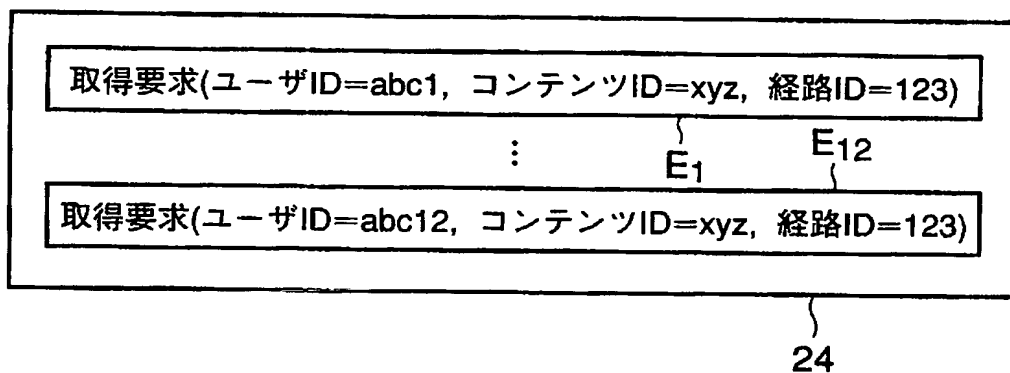 取得要求(ユーザID=abc1, コンテンツID=xyz, 経路ID=123)
⋮
E1
E12
取得要求(ユーザID=abc12, コンテンツID=xyz, 経路ID=123)
24